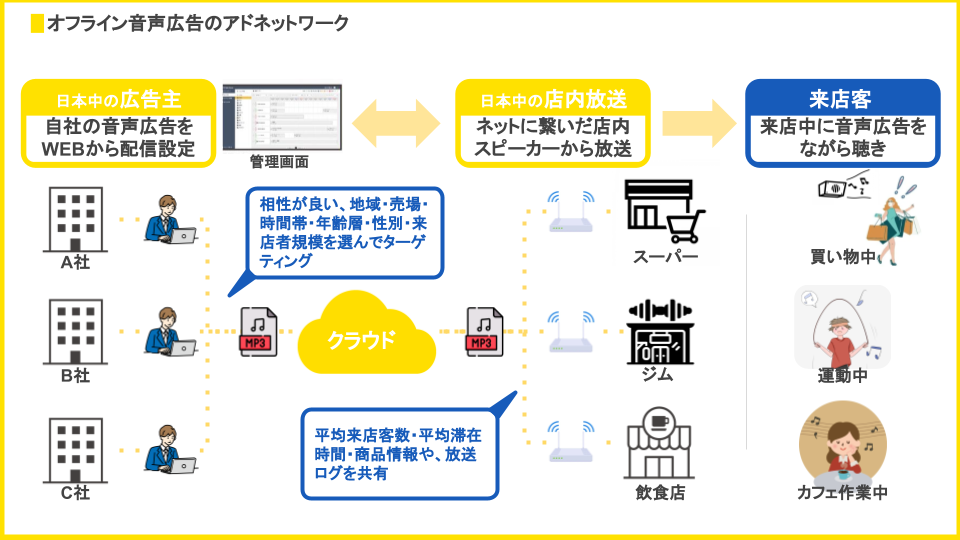 オフライン音声広告のアドネットワーク
日本中の広告主
自社の音声広告を
WEBから配信設定
管理画面
日本中の店内放送
ネットに繋いだ店内
スピーカーから放送
来店客
来店中に音声広告を
ながら聴き
相性が良い、地域・売場・
時間帯・年齢層・性別・来
店者規模を選んでターゲ
ティング
A社
スーパー
買い物中
MP3
クラウド
MP3
B社
ジム
運動中
平均来店客数・平均滞在
時間・商品情報や、放送
ログを共有
C社
飲食店
カフェ作業中